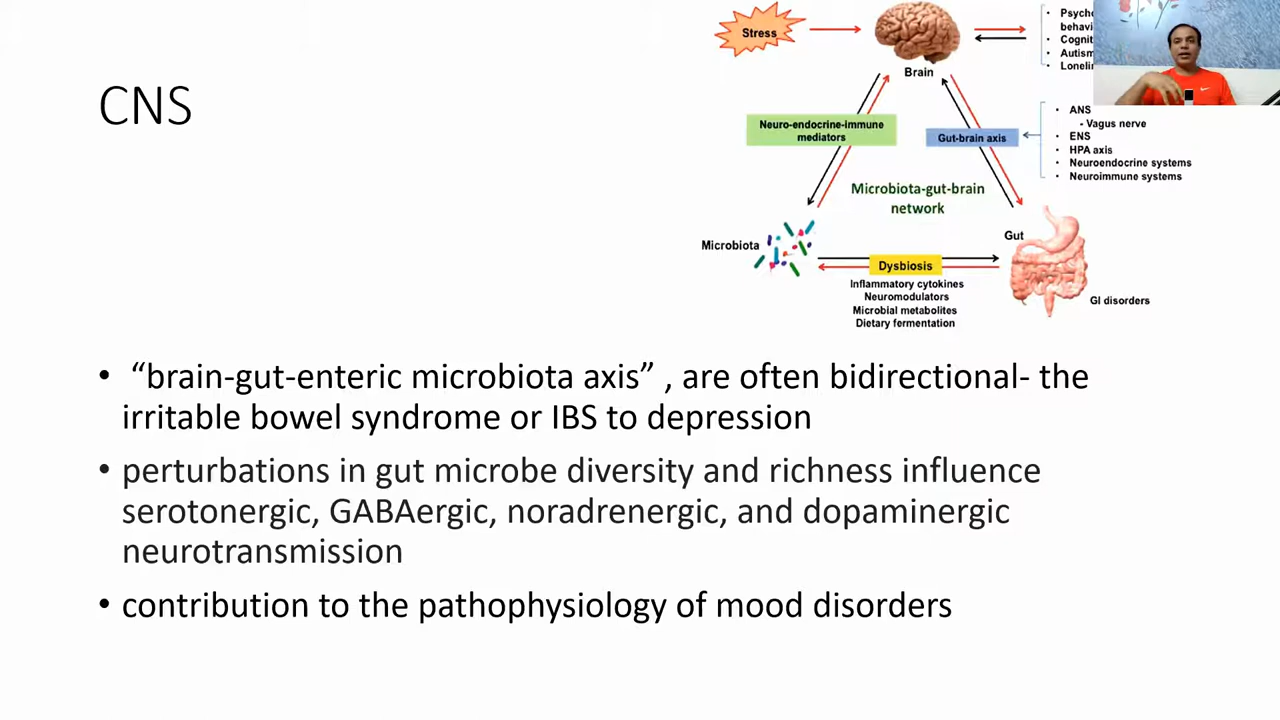 CNS
Stress
Brain
Neuro-endocrine-immune
mediators
Gut-brain axis
• ANS
- Vagus nerve
• ENS
• HPA axis
• Neuroendocrine systems
• Neuroimmune systems
Microbiota-gut-brain
network
Microbiota
Gut
Dysbiosis
Inflammatory cytokines
Neuromodulators
Microbial metabolites
Dietary fermentation
GI disorders
• “brain-gut-enteric microbiota axis” , are often bidirectional- the
irritable bowel syndrome or IBS to depression
• perturbations in gut microbe diversity and richness influence
serotonergic, GABAergic, noradrenergic, and dopaminergic
neurotransmission
• contribution to the pathophysiology of mood disorders